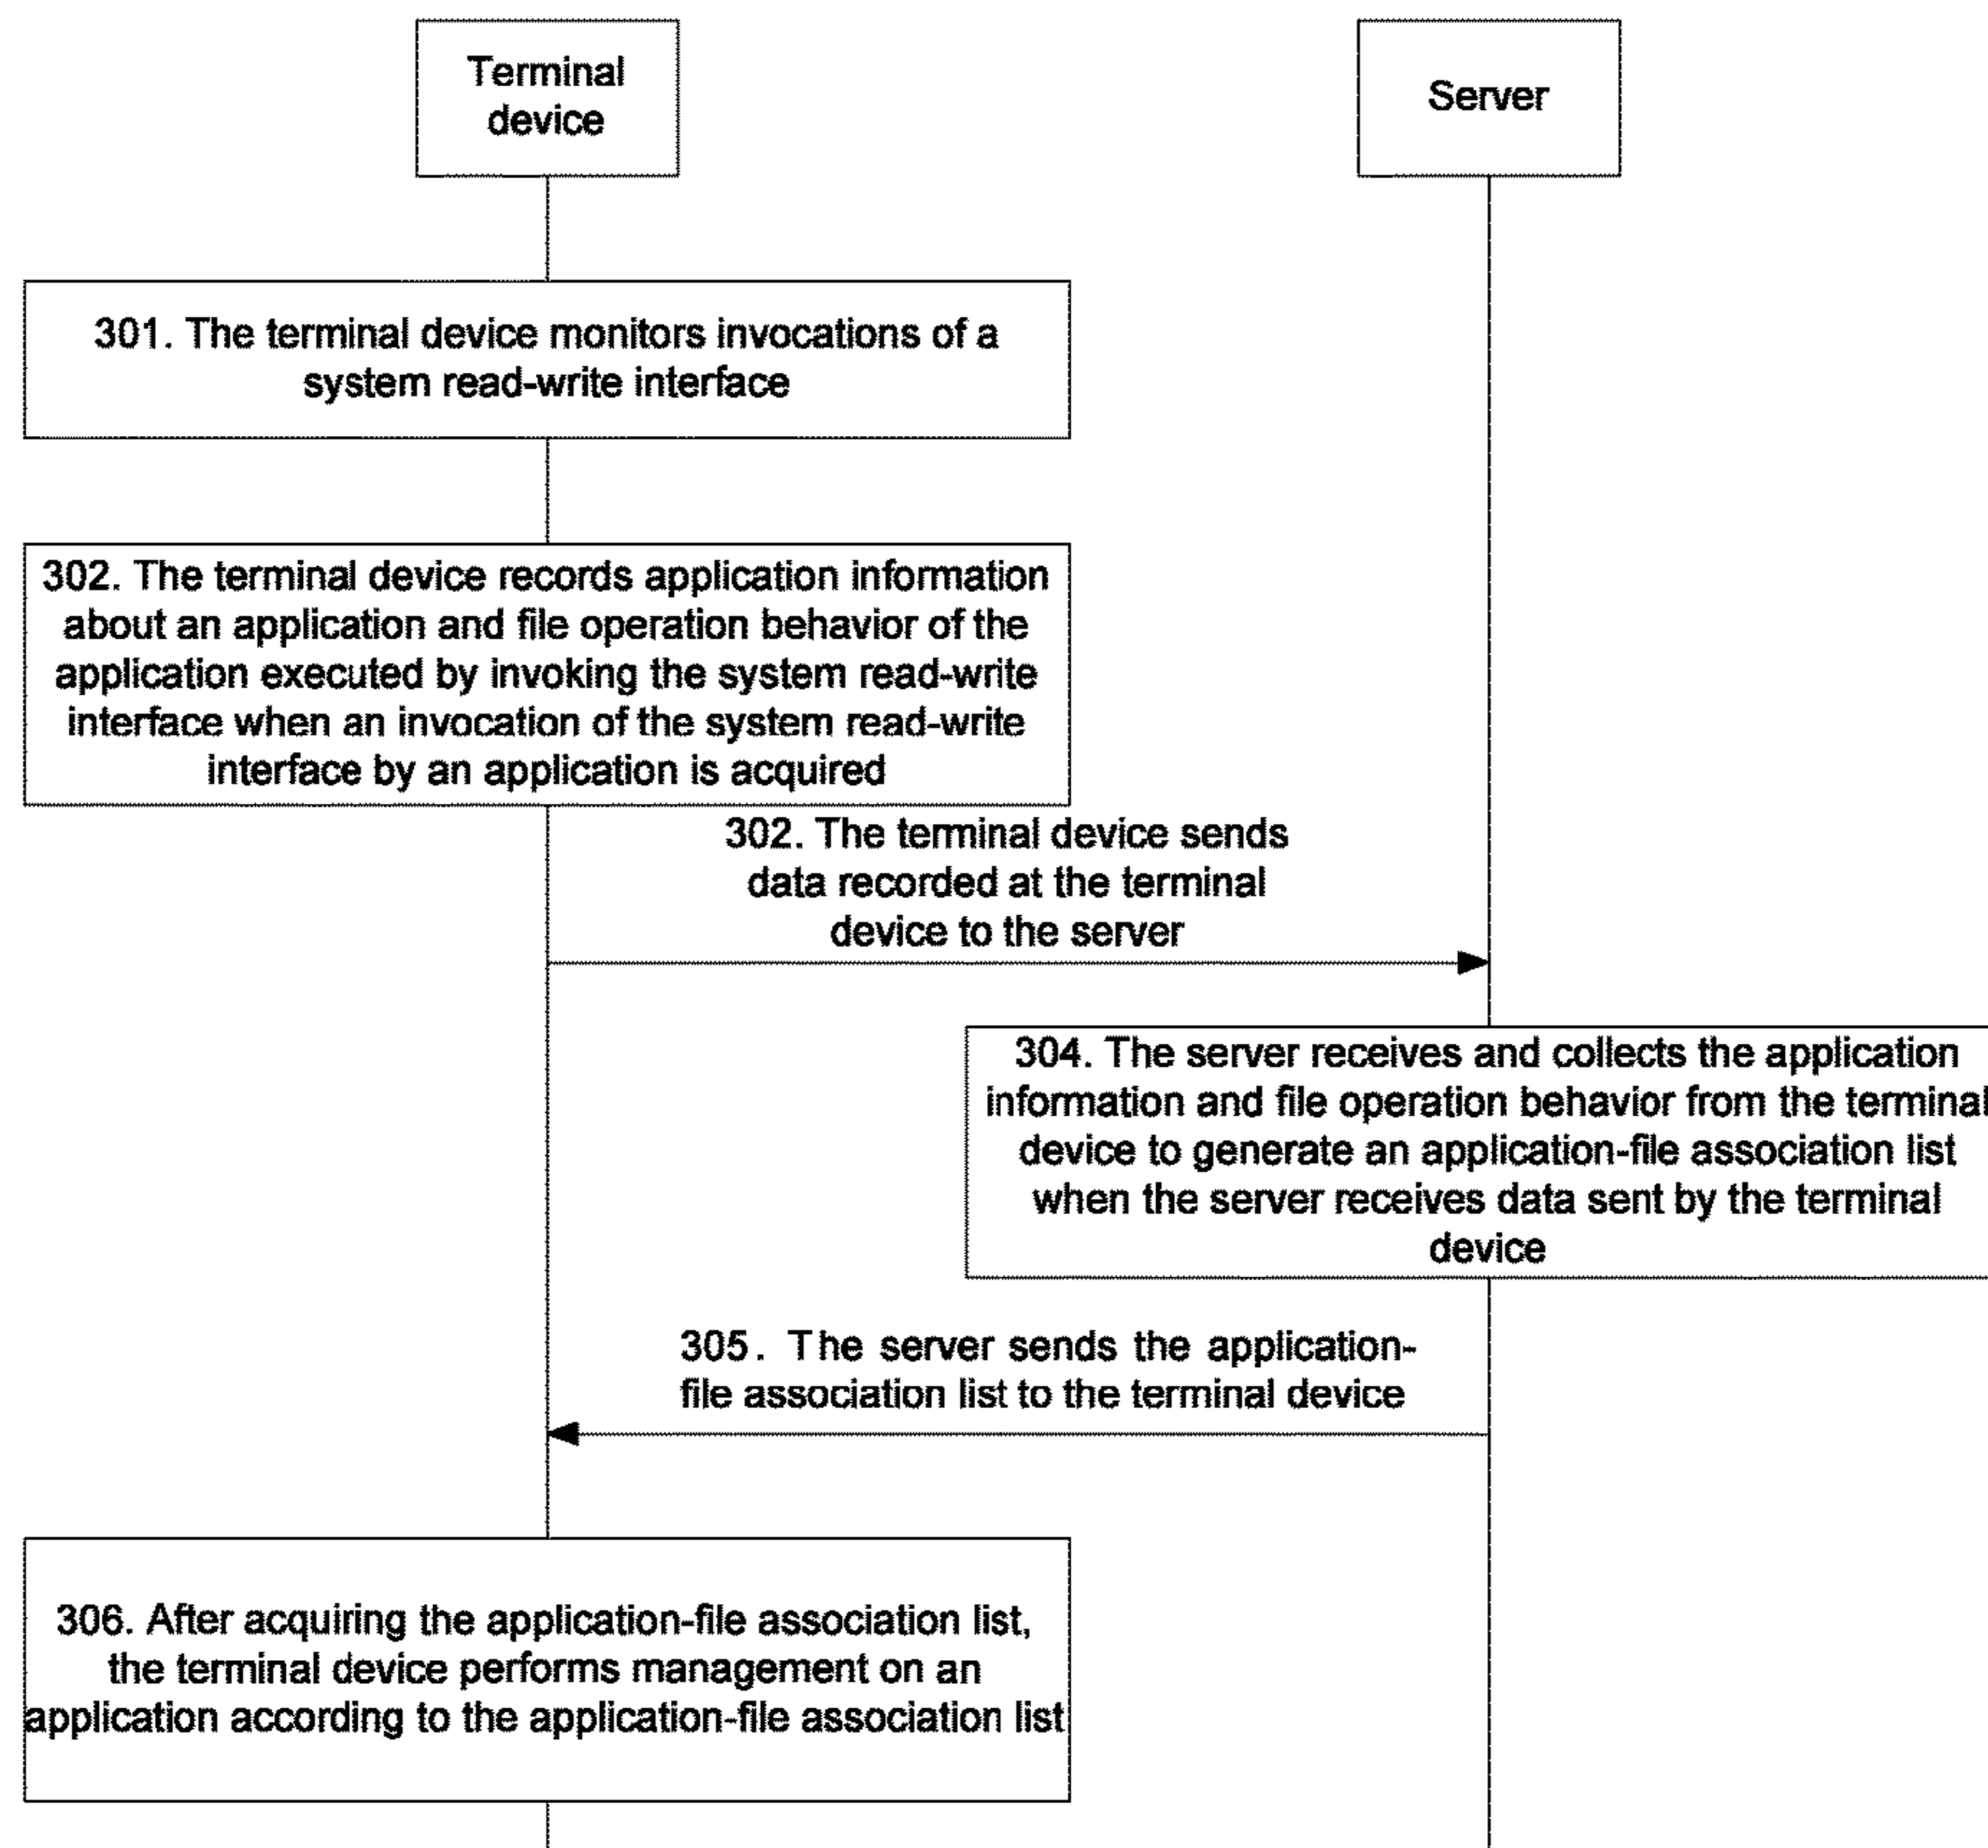 Terminal
device
Server
301. The terminal device monitors invocations of a
system read-write interface
302. The terminal device records application information
about an application and file operation behavior of the
application executed by invoking the system read-write
interface when an invocation of the system read-write
interface by an application is acquired
302. The terminal device sends
data recorded at the terminal
device to the server
304. The server receives and collects the application
information and file operation behavior from the terminal
device to generate an application-file association list
when the server receives data sent by the terminal
device
305. The server sends the application-
file association list to the terminal device
306. After acquiring the application-file association list,
the terminal device performs management on an
application according to the application-file association list